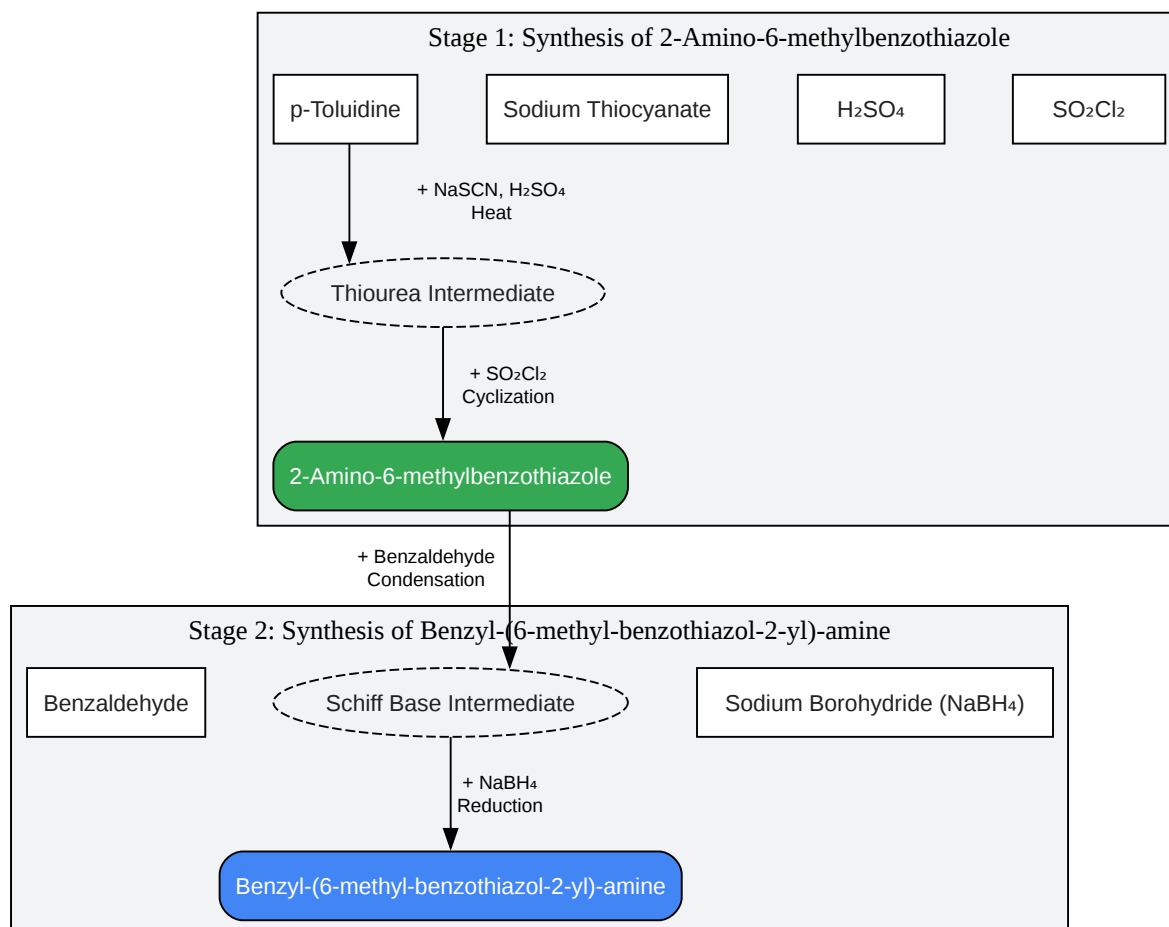 Stage 1: Synthesis of 2-Amino-6-methylbenzothiazole
p-Toluidine
Sodium Thiocyanate
H₂SO₄
SO₂Cl₂
+ NaSCN, H₂SO₄
Heat
Thiourea Intermediate
+ SO₂Cl₂
Cyclization
2-Amino-6-methylbenzothiazole
+ Benzaldehyde
Condensation
Stage 2: Synthesis of Benzyl-(6-methyl-benzothiazol-2-yl)-amine
Benzaldehyde
Schiff Base Intermediate
Sodium Borohydride (NaBH₄)
+ NaBH₄
Reduction
Benzyl-(6-methyl-benzothiazol-2-yl)-amine